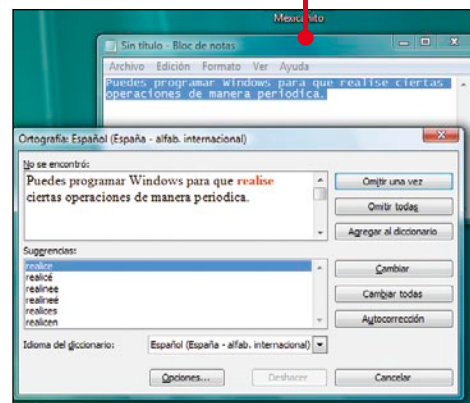 Mexicanito
Sin título - Bloc de notas
Archivo Edición Formato Ver Ayuda
Puedes programar Windows para que realise ciertas
operaciones de manera periodica.
Ortografía: Español (España - alfab. internacional)
No se encontró:
Puedes programar Windows para que realise
ciertas operaciones de manera periodica.
Omitir una vez
Omitir todas
Agregar al diccionario
Sugerencias:
realice
realicé
realinee
realineé
realices
realicen
Cambiar
Cambiar todas
Autocorrección
Idioma del diccionario: Español (España - alfab. internacional)
Opciones... Deshacer Cancelar